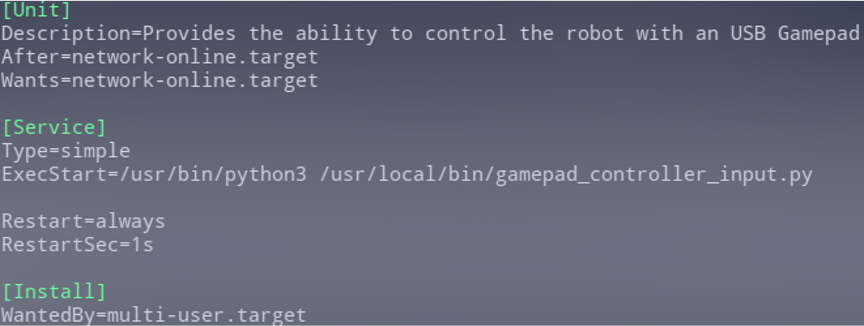 [Unit]
Description=Provides the ability to control the robot with an USB Gamepad
After=network-online.target
Wants=network-online.target
[Service]
Type=simple
ExecStart=/usr/bin/python3 /usr/local/bin/gamepad_controller_input.py
Restart=always
RestartSec=1s
[Install]
WantedBy=multi-user.target